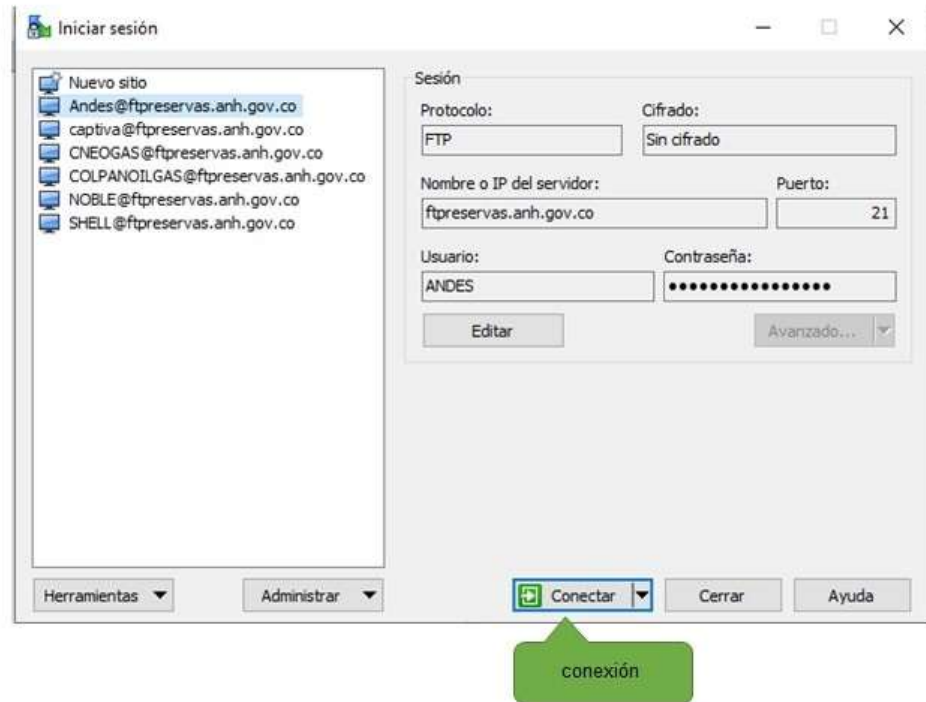 Iniciar sesión
Nuevo sitio
Andes@ftpreservas.anh.gov.co
captiva@ftpreservas.anh.gov.co
CNEOGAS@ftpreservas.anh.gov.co
COLPANOILGAS@ftpreservas.anh.gov.co
NOBLE@ftpreservas.anh.gov.co
SHELL@ftpreservas.anh.gov.co
Sesión
Protocolo: Cifrado:
FTP Sin cifrado
Nombre o IP del servidor: Puerto:
ftpreservas.anh.gov.co 21
Usuario: Contraseña:
ANDES ••••••••••••••••
Editar Avanzado...
Herramientas Administrar Conectar Cerrar Ayuda
conexión